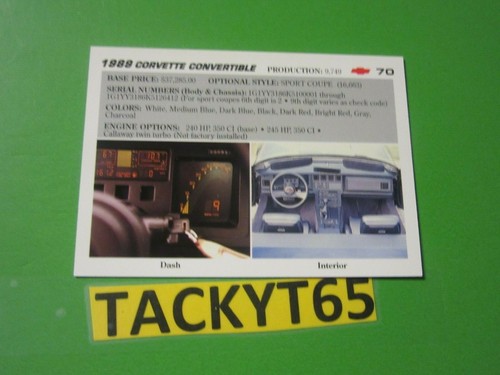 1989 CORVETTE CONVERTIBLE PRODUCTION: 9,749 70
BASE PRICE: $37,285.00 OPTIONAL STYLE: SPORT COUPE (16,663)
SERIAL NUMBERS (Body & Chassis): 1G1YY3186K5100001 through
1G1YY3186K5126412 (For sport coupes 6th digit is 2 • 9th digit varies as check code)
COLORS: White, Medium Blue, Dark Blue, Black, Dark Red, Bright Red, Gray,
Charcoal
ENGINE OPTIONS: 240 HP, 350 CI (base) • 245 HP, 350 CI •
Callaway twin turbo (Not factory installed)
Dash
Interior
TACKYT65